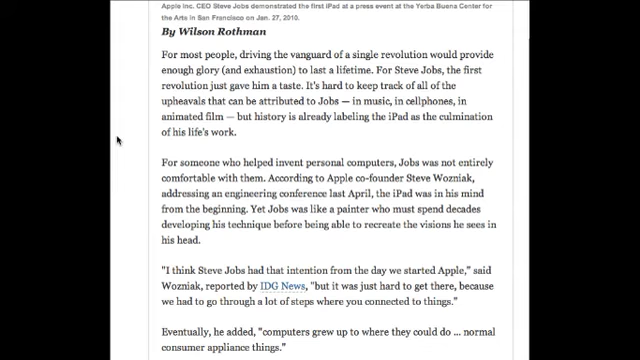 Apple Inc. CEO Steve Jobs demonstrated the first iPad at a press event at the Yerba Buena Center for
the Arts in San Francisco on Jan. 27, 2010.
By Wilson Rothman
For most people, driving the vanguard of a single revolution would provide
enough glory (and exhaustion) to last a lifetime. For Steve Jobs, the first
revolution just gave him a taste. It's hard to keep track of all of the
upheavals that can be attributed to Jobs — in music, in cellphones, in
animated film — but history is already labeling the iPad as the culmination
of his life's work.
For someone who helped invent personal computers, Jobs was not entirely
comfortable with them. According to Apple co-founder Steve Wozniak,
addressing an engineering conference last April, the iPad was in his mind
from the beginning. Yet Jobs was like a painter who must spend decades
developing his technique before being able to recreate the visions he sees in
his head.
"I think Steve Jobs had that intention from the day we started Apple," said
Wozniak, reported by IDG News, "but it was just hard to get there, because
we had to go through a lot of steps where you connected to things."
Eventually, he added, "computers grew up to where they could do ... normal
consumer appliance things."